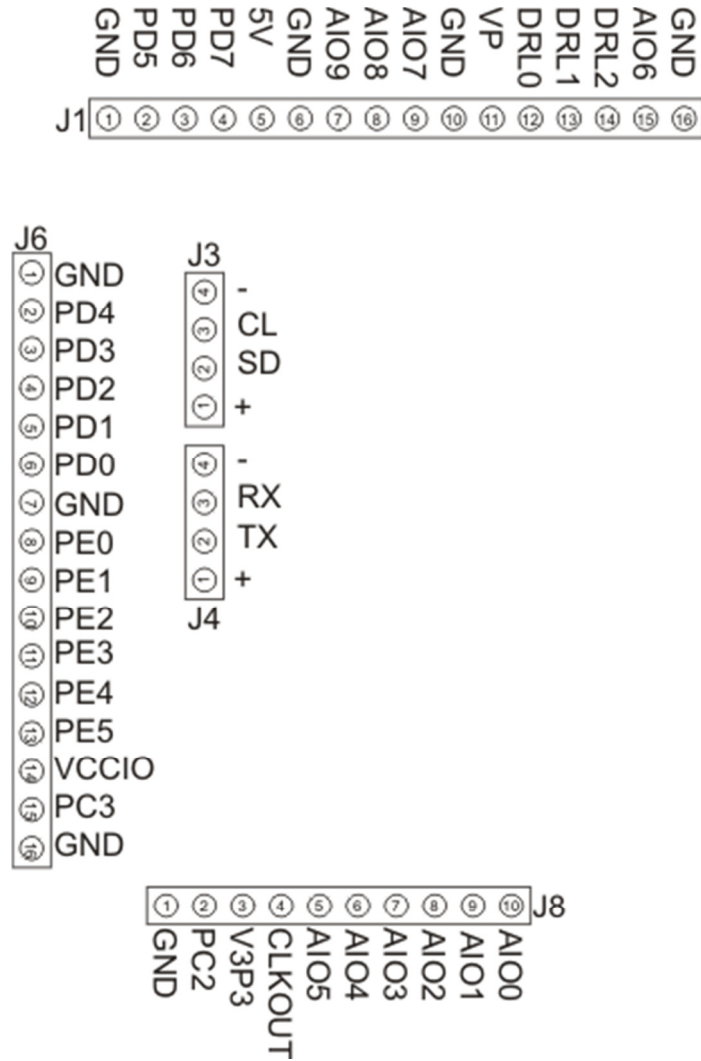 GND PD5 PD6 PD7 5V GND AIO9 AIO8 AIO7 GND VP DRL0 DRL1 DRL2 AIO6 GND
J1 1 2 3 4 5 6 7 8 9 10 11 12 13 14 15 16
J6
1 GND
2 PD4
3 PD3
4 PD2
5 PD1
6 PD0
7 GND
8 PE0
9 PE1
10 PE2
11 PE3
12 PE4
13 PE5
14 VCCIO
15 PC3
16 GND
J3
4 -
3 CL
2 SD
1 +
4 -
3 RX
2 TX
1 +
J4
1 2 3 4 5 6 7 8 9 10 J8
GND PC2 V3P3 CLKOUT AIO5 AIO4 AIO3 AIO2 AIO1 AIO0